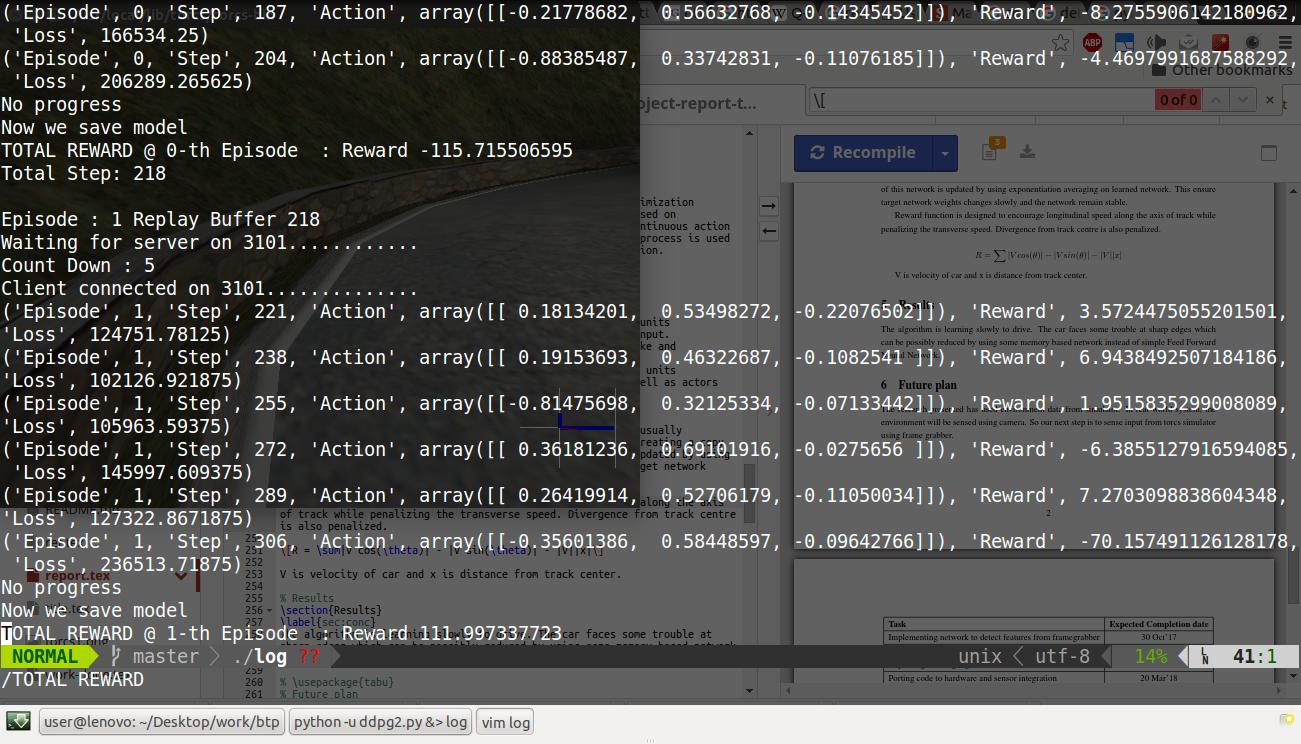 ('Episode', 0, 'Step', 187, 'Action', array([[-0.21778682, 0.56632768, -0.14345452]]), 'Reward', -8.2755906142180962,
'Loss', 166534.25)
('Episode', 0, 'Step', 204, 'Action', array([[-0.88385487, 0.33742831, -0.11076185]]), 'Reward', -4.4697991687588292,
'Loss', 206289.265625)
No progress
Now we save model
TOTAL REWARD @ 0-th Episode : Reward -115.715506595
Total Step: 218
Episode : 1 Replay Buffer 218
Waiting for server on 3101............
Count Down : 5
Client connected on 3101..............
('Episode', 1, 'Step', 221, 'Action', array([[ 0.18134201, 0.53498272, -0.22076502]]), 'Reward', 3.5724475055201501,
'Loss', 124751.78125)
('Episode', 1, 'Step', 238, 'Action', array([[ 0.19153693, 0.46322687, -0.1082541 ]]), 'Reward', 6.9438492507184186,
'Loss', 102126.921875)
('Episode', 1, 'Step', 255, 'Action', array([[-0.81475698, 0.32125334, -0.07133442]]), 'Reward', 1.9515835299008089,
'Loss', 105963.59375)
('Episode', 1, 'Step', 272, 'Action', array([[ 0.36181236, 0.69101916, -0.0275656 ]]), 'Reward', -6.3855127916594085,
'Loss', 145997.609375)
('Episode', 1, 'Step', 289, 'Action', array([[ 0.26419914, 0.52706179, -0.11050034]]), 'Reward', 7.2703098838604348,
'Loss', 127322.8671875)
('Episode', 1, 'Step', 306, 'Action', array([[-0.35601386, 0.58448597, -0.09642766]]), 'Reward', -70.157491126128178,
'Loss', 236513.71875)
No progress
Now we save model
TOTAL REWARD @ 1-th Episode : Reward 111.997337723
NORMAL master ./log ?? unix utf-8 14% LN 41:1
/TOTAL REWARD
Other bookmarks
oject-report-t...
\[
0 of 0
Recompile
3
of this network is updated by using exponentiation averaging on learned network. This ensure
target network weights changes slowly and the network remain stable.
Reward function is designed to encourage longitudinal speed along the axis of track while
penalizing the transverse speed. Divergence from track centre is also penalized.
R = ∑ |V cos(θ)| − |V sin(θ)| − |V||x|
V is velocity of car and x is distance from track center.
The algorithm is learning slowly to drive. The car faces some trouble at sharp edges which
can be possibly reduced by using some memory based network instead of simple Feed Forward
6 Future plan
environment will be sensed using camera. So our next step is to sense input from torcs simulator
using frame grabber.
2
Task Expected Completion date
Implementing network to detect features from framegrabber 30 Oct'17
Porting code to hardware and sensor integration 20 Mar'18
of track while penalizing the transverse speed. Divergence from track centre
is also penalized.
251 \[R = \sum|V cos(\theta)| - |V sin(\theta)| - |V||x|\]
253 V is velocity of car and x is distance from track center.
254
255 % Results
256 \section{Results}
257 \label{sec:conc}
260 % \usepackage{tabu}
261 % Future plan
report.tex
user@lenovo: ~/Desktop/work/btp
python -u ddpg2.py &> log
vim log